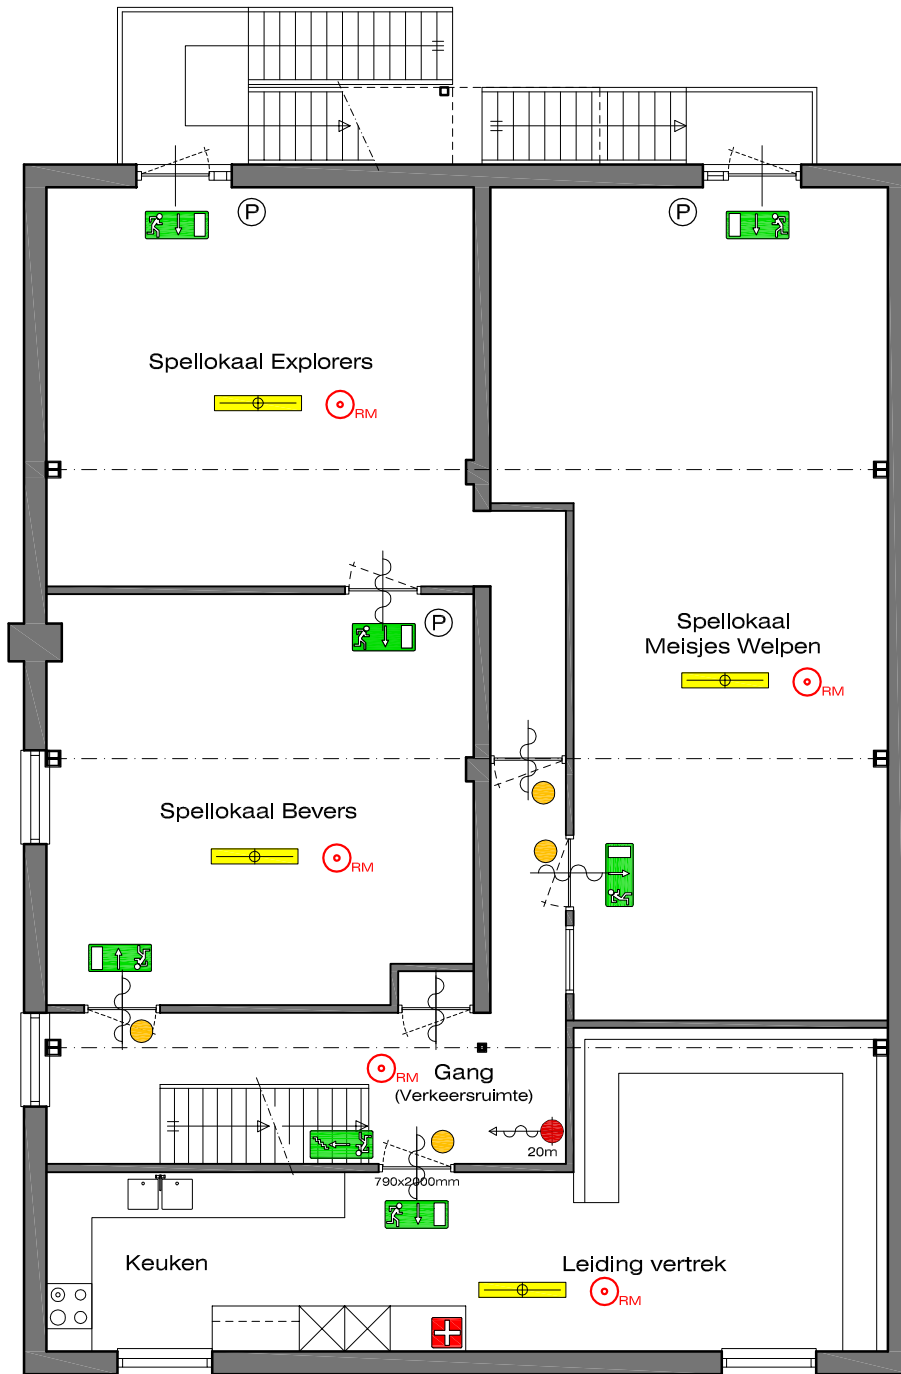 P
P
Spellokaal Explorers
RM
P
Spellokaal
Meisjes Welpen
RM
Spellokaal Bevers
RM
Gang
RM
(Verkeersruimte)
20m
790x2000mm
Keuken
Leiding vertrek
RM